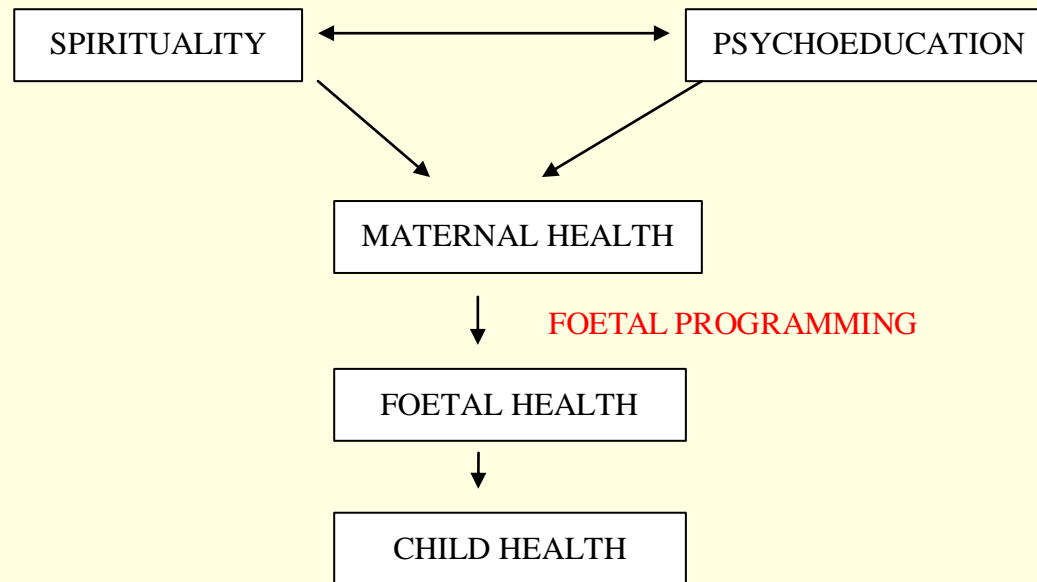 SPIRITUALITY
PSYCHOEDUCATION
MATERNAL HEALTH
FOETAL PROGRAMMING
FOETAL HEALTH
CHILD HEALTH